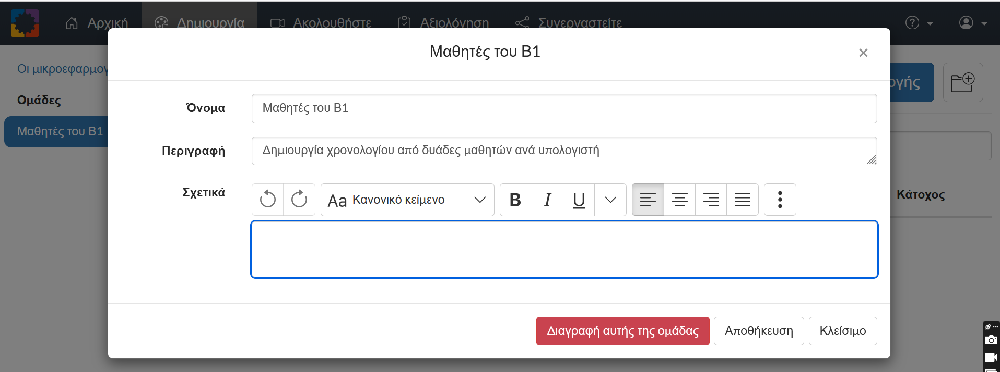 Αρχική Δημιουργία Ακολουθήστε Αξιολόγηση Συνεργαστείτε
Μαθητές του Β1
Οι μικροεφαρμογ
ογής
Ομάδες
Όνομα Μαθητές του Β1
Μαθητές του Β1
Περιγραφή Δημιουργία χρονολογίου από δυάδες μαθητών ανά υπολογιστή
Σχετικά Aa Κανονικό κείμενο B I U
Κάτοχος
Διαγραφή αυτής της ομάδας Αποθήκευση Κλείσιμο